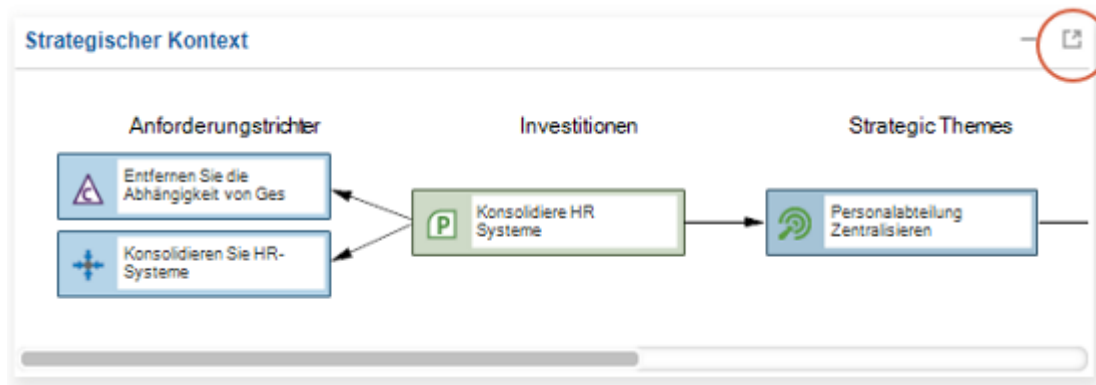 Strategischer Kontext
Anforderungstrichter
Investitionen
Strategic Themes
Entfernen Sie die
Abhängigkeit von Ges
Konsolidieren Sie HR-
Systeme
C
P
Konsolidiere HR
Systeme
Personalabteilung
Zentralisieren